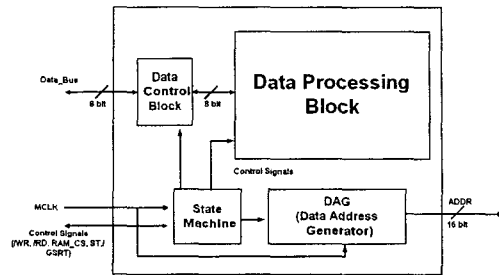 Data_Bus
8 bit
Data
Control
Block
8 bit
Data Processing
Block
Control Signals
MCLK
State
Machine
DAG
(Data Address
Generator)
ADDR
16 bit
Control Signals
(/WR, /RD, RAM_CS, ST,/
GSRT)